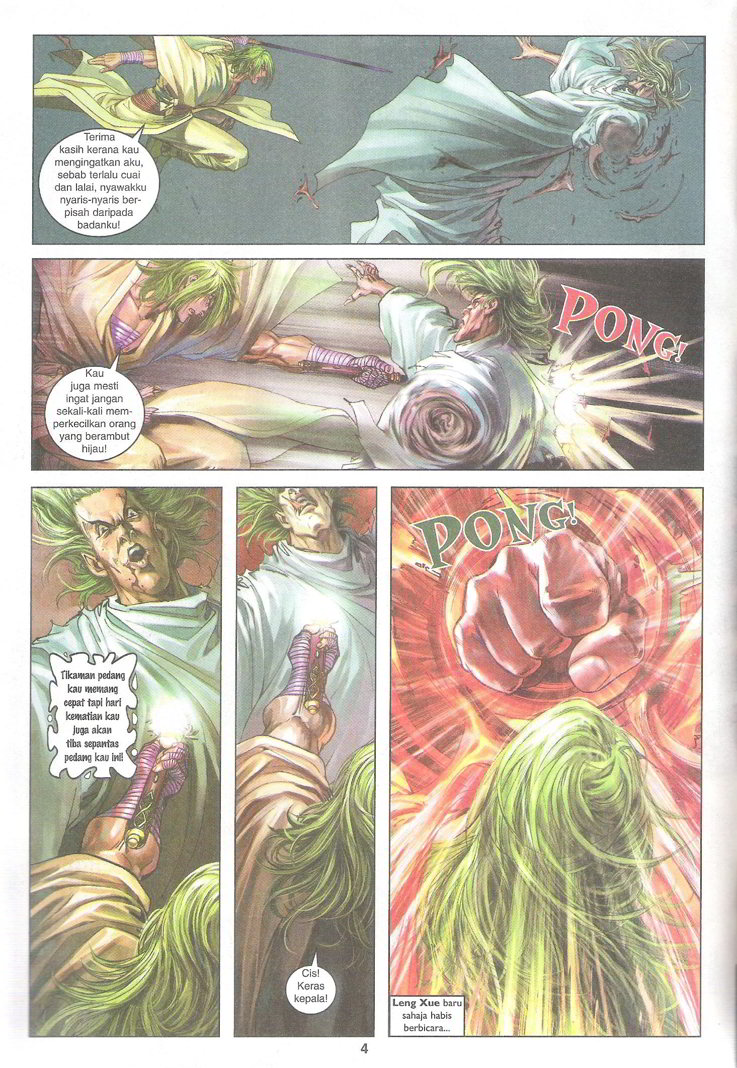 Terima
kasih kerana kau
mengingatkan aku,
sebab terlalu cuai
dan lalai, nyawakku
nyaris-nyaris ber-
pisah daripada
badanku!
Kau
juga mesti
ingat jangan
sekali-kali mem-
perkecilkan orang
yang berambut
hijau!
PONG!
Tikaman pedang
kau memang
cepat tapi hari
kematian kau
juga akan
tiba sepantas
pedang kau ini!
Cis!
Keras
kepala!
PONG!
Leng Xue baru
sahaja habis
berbicara...
4